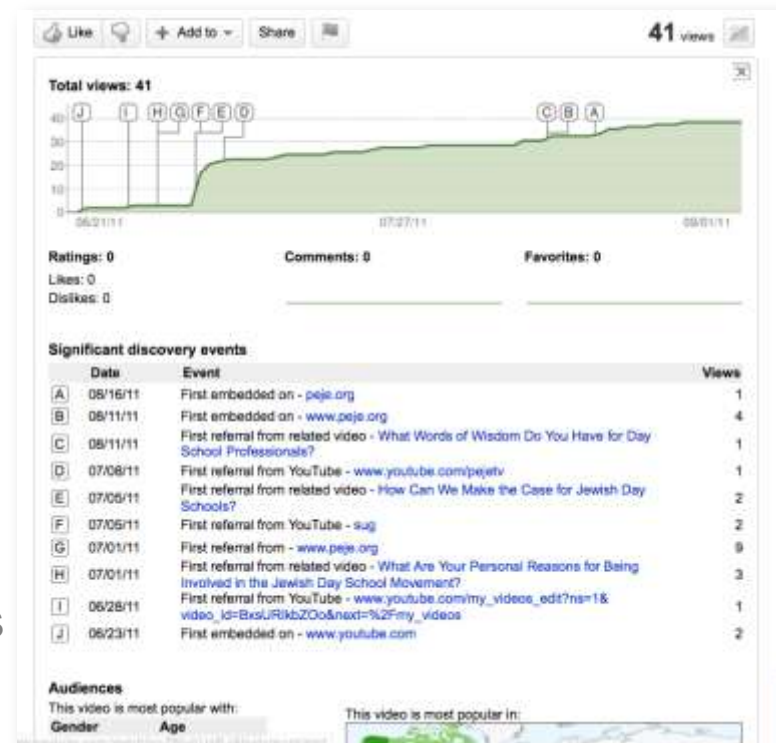 Like + Add to Share 41 views
Total views: 41
J I H G F E D C B A
40
30
20
10
0
06/21/11 07/27/11 09/01/11
Ratings: 0 Comments: 0 Favorites: 0
Likes: 0
Dislikes: 0
Significant discovery events
Date Event Views
A 08/16/11 First embedded on - peje.org 1
B 08/11/11 First embedded on - www.peje.org 4
C 08/11/11 First referral from related video - What Words of Wisdom Do You Have for Day 1
School Professionals?
D 07/08/11 First referral from YouTube - www.youtube.com/pejetv 1
E 07/05/11 First referral from related video - How Can We Make the Case for Jewish Day 2
Schools?
F 07/05/11 First referral from YouTube - sug 2
G 07/01/11 First referral from - www.peje.org 9
H 07/01/11 First referral from related video - What Are Your Personal Reasons for Being 3
Involved in the Jewish Day School Movement?
I 06/28/11 First referral from YouTube - www.youtube.com/my_videos_edit?ns=1& 1
video_id=BxsURIkbZOo&next=%2Fmy_videos
s
J 06/23/11 First embedded on - www.youtube.com 2
Audiences
This video is most popular with: This video is most popular in:
Gender Age